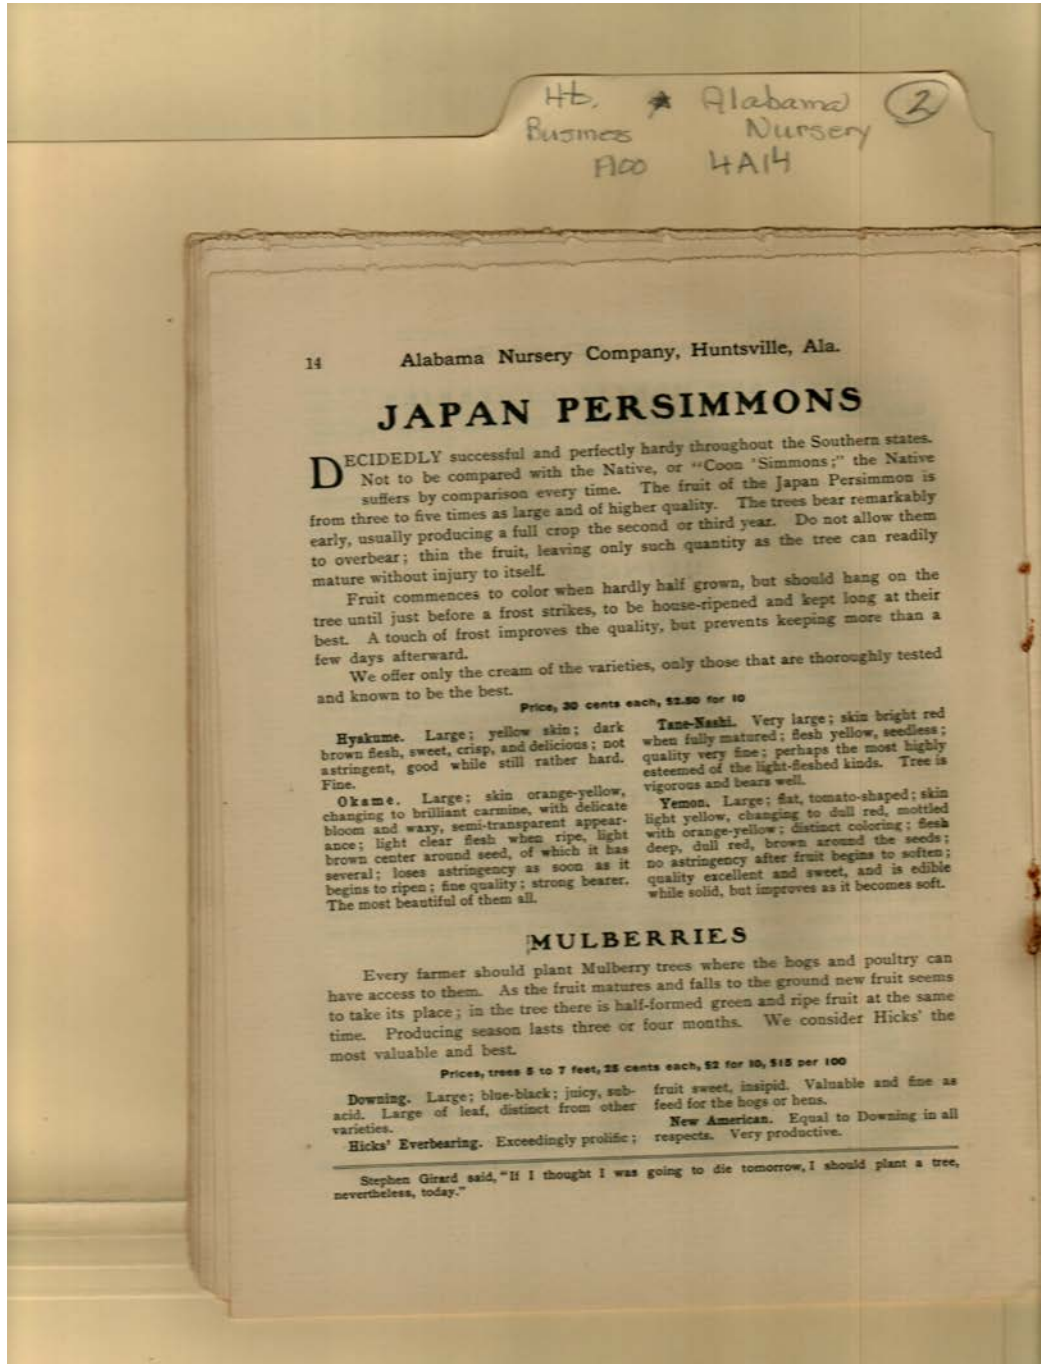 Hb. * Alabama 2
Business Nursery
A00 4A14
14 Alabama Nursery Company, Huntsville, Ala.
JAPAN PERSIMMONS
DECIDEDLY successful and perfectly hardy throughout the Southern states.
Not to be compared with the Native, or "Coon 'Simmons;" the Native
suffers by comparison every time. The fruit of the Japan Persimmon is
from three to five times as large and of higher quality. The trees bear remarkably
early, usually producing a full crop the second or third year. Do not allow them
to overbear; thin the fruit, leaving only such quantity as the tree can readily
mature without injury to itself.
Fruit commences to color when hardly half grown, but should hang on the
tree until just before a frost strikes, to be house-ripened and kept long at their
best. A touch of frost improves the quality, but prevents keeping more than a
few days afterward.
We offer only the cream of the varieties, only those that are thoroughly tested
and known to be the best.
Price, 30 cents each, $2.50 for 10
Hyakume. Large; yellow skin; dark
brown flesh, sweet, crisp, and delicious; not
astringent, good while still rather hard.
Fine.
Okame. Large; skin orange-yellow,
changing to brilliant carmine, with delicate
bloom and waxy, semi-transparent appear-
ance; light clear flesh when ripe, light
brown center around seed, of which it has
several; loses astringency as soon as it
begins to ripen; fine quality; strong bearer.
The most beautiful of them all.
Tane-Nashi. Very large; skin bright red
when fully matured; flesh yellow, seedless;
quality very fine; perhaps the most highly
esteemed of the light-fleshed kinds. Tree is
vigorous and bears well.
Yemon. Large; flat, tomato-shaped; skin
light yellow, changing to dull red, mottled
with orange-yellow; distinct coloring; flesh
deep, dull red, brown around the seeds;
no astringency after fruit begins to soften;
quality excellent and sweet, and is edible
while solid, but improves as it becomes soft.
MULBERRIES
Every farmer should plant Mulberry trees where the hogs and poultry can
have access to them. As the fruit matures and falls to the ground new fruit seems
to take its place; in the tree there is half-formed green and ripe fruit at the same
time. Producing season lasts three or four months. We consider Hicks' the
most valuable and best.
Prices, trees 5 to 7 feet, 25 cents each, $2 for 10, $15 per 100
Downing. Large; blue-black; juicy, sub-
acid. Large of leaf, distinct from other
varieties.
Hicks' Everbearing. Exceedingly prolific;
fruit sweet, insipid. Valuable and fine as
feed for the hogs or hens.
New American. Equal to Downing in all
respects. Very productive.
Stephen Girard said, "If I thought I was going to die tomorrow, I should plant a tree,
nevertheless, today."